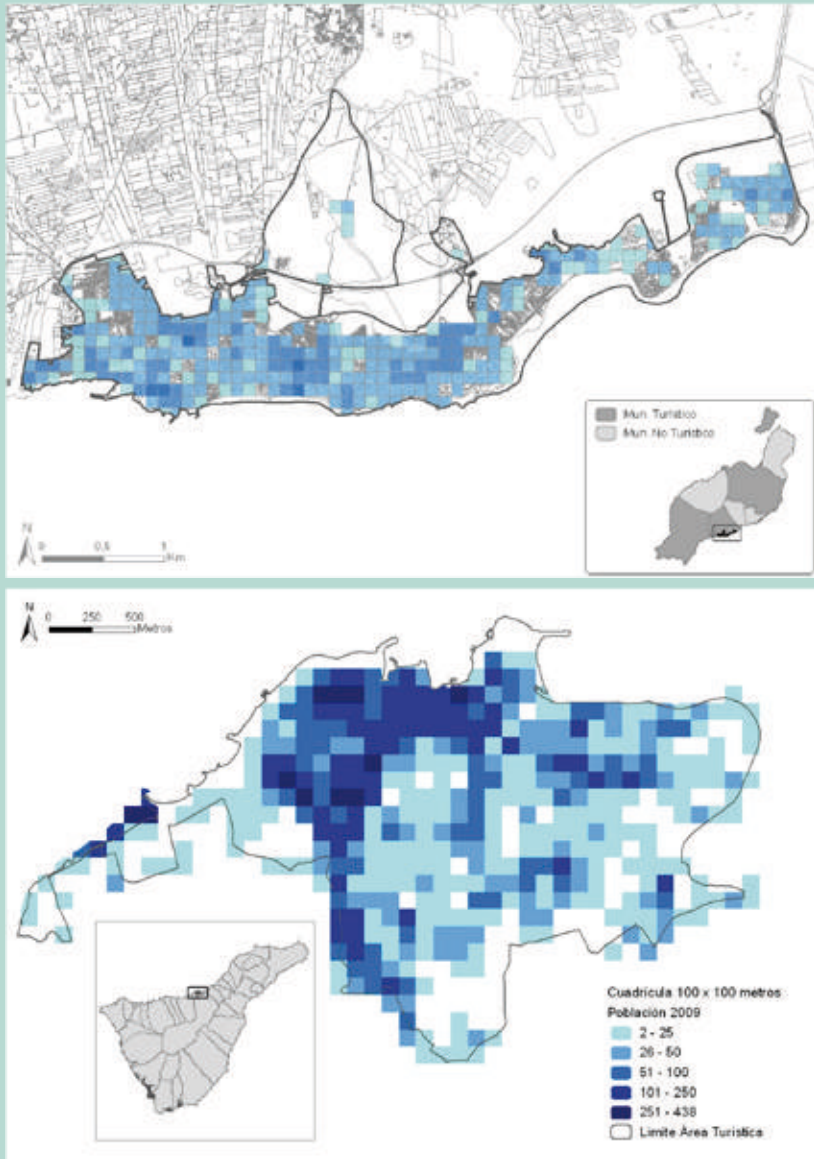 Mun. Turístico
Mun. No Turístico
N
0 0,5 1
Km
N
0 250 500
Metros
Cuadrícula 100 x 100 metros
Población 2009
2 - 25
26 - 50
51 - 100
101 - 250
251 - 438
Límite Área Turística